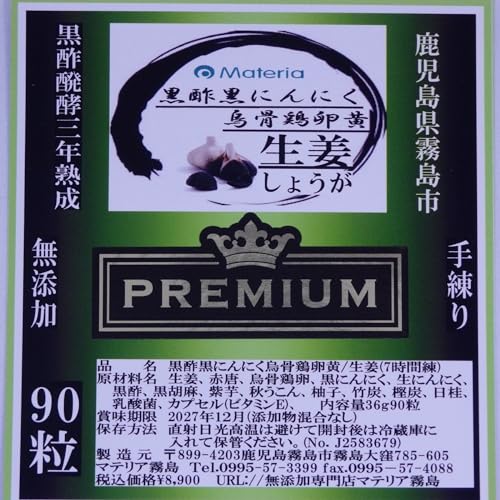 黒酢醗酵三年熟成
無添加
90粒
Materia
黒酢黒にんにく
烏骨鶏卵黄
生姜
しょうが
鹿児島県霧島市
手練り
PREMIUM
品 名 黒酢黒にんにく烏骨鶏卵黄/生姜(7時間練)
原材料名 生姜、赤唐、烏骨鶏卵、黒にんにく、生にんにく、
黒酢、黒胡麻、紫芋、秋うこん、柚子、竹炭、樫炭、日桂、
乳酸菌、カプセル(ビタミンE)、 内容量36g90粒
賞味期限 2027年12月(添加物混合なし)
保存方法 直射日光高温は避けて開封後は冷蔵庫に
入れて保管ください。(No. J2583679)
製 造 元 〒899-4203鹿児島霧島市霧島大窪785-605
マテリア霧島 Tel.0995-57-3399 fax.0995-57-4088
税込価格¥8,900 URL://無添加専門店マテリア霧島